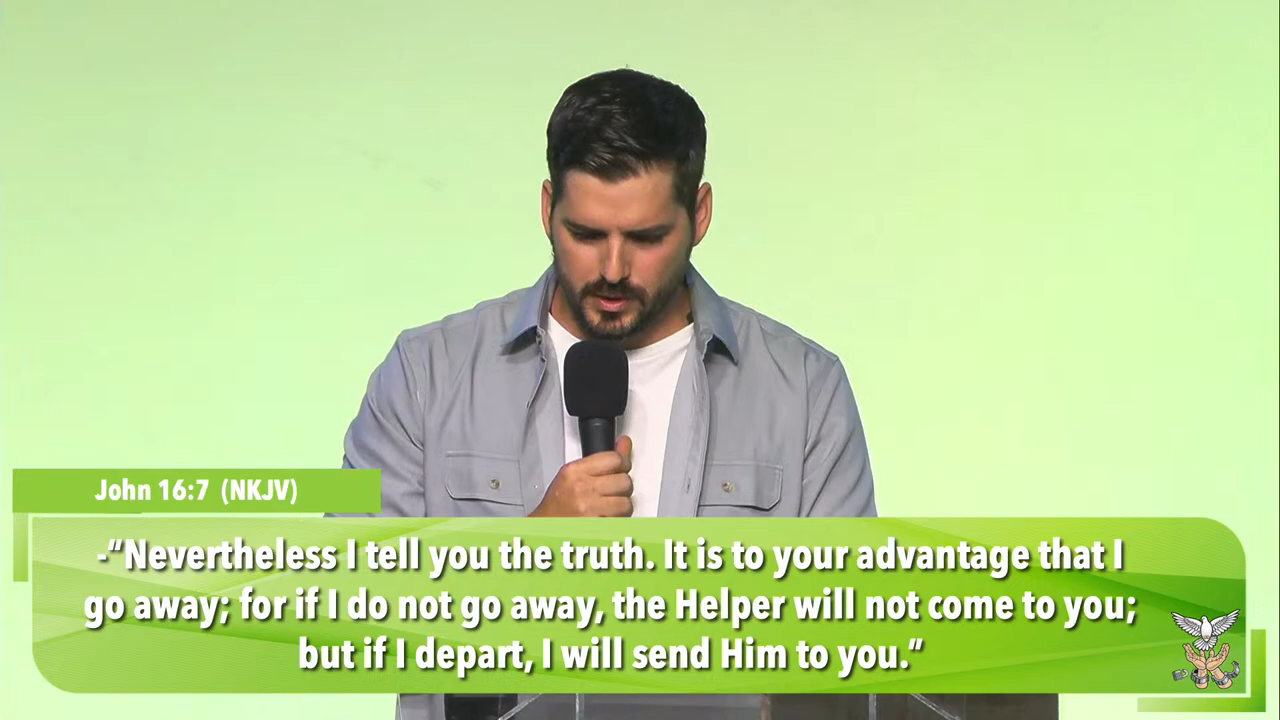 John 16:7 (NKJV)
-“Nevertheless I tell you the truth. It is to your advantage that I
go away; for if I do not go away, the Helper will not come to you;
but if I depart, I will send Him to you.”